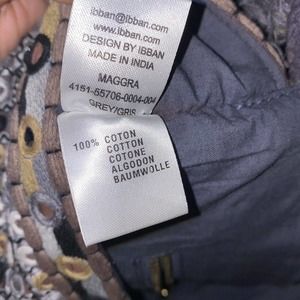 ibban@ibban.com
www.ibban.com
DESIGN BY IBBAN
MADE IN INDIA
MAGGRA
4151-55706-0004-004
GREY/GRIS
100% COTON
COTTON
COTONE
ALGODON
BAUMWOLLE